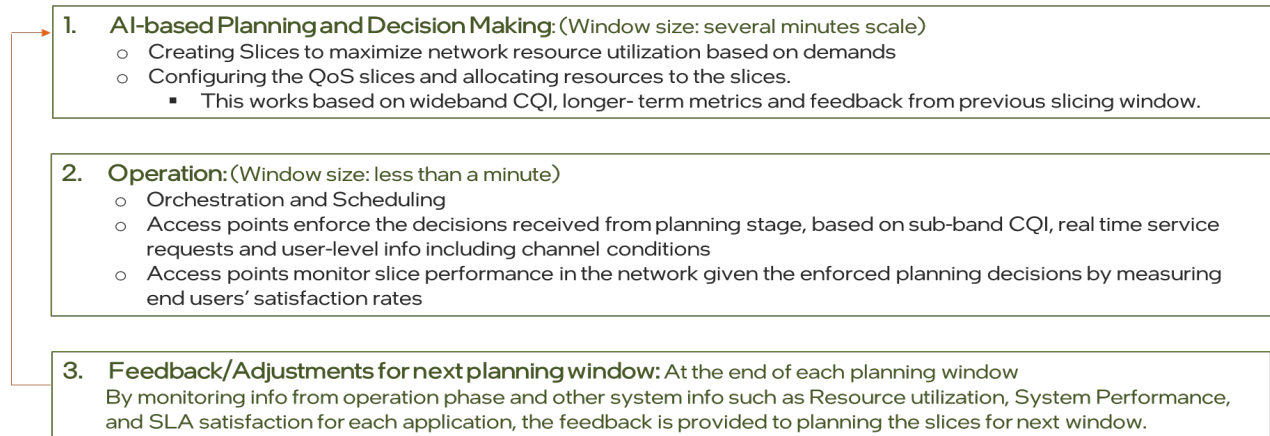 1. AI-based Planning and Decision Making: (Window size: several minutes scale)
o Creating Slices to maximize network resource utilization based on demands
o Configuring the QoS slices and allocating resources to the slices.
▪ This works based on wideband CQI, longer- term metrics and feedback from previous slicing window.
2. Operation: (Window size: less than a minute)
o Orchestration and Scheduling
o Access points enforce the decisions received from planning stage, based on sub-band CQI, real time service
requests and user-level info including channel conditions
o Access points monitor slice performance in the network given the enforced planning decisions by measuring
end users’ satisfaction rates
3. Feedback/Adjustments for next planning window: At the end of each planning window
By monitoring info from operation phase and other system info such as Resource utilization, System Performance,
and SLA satisfaction for each application, the feedback is provided to planning the slices for next window.